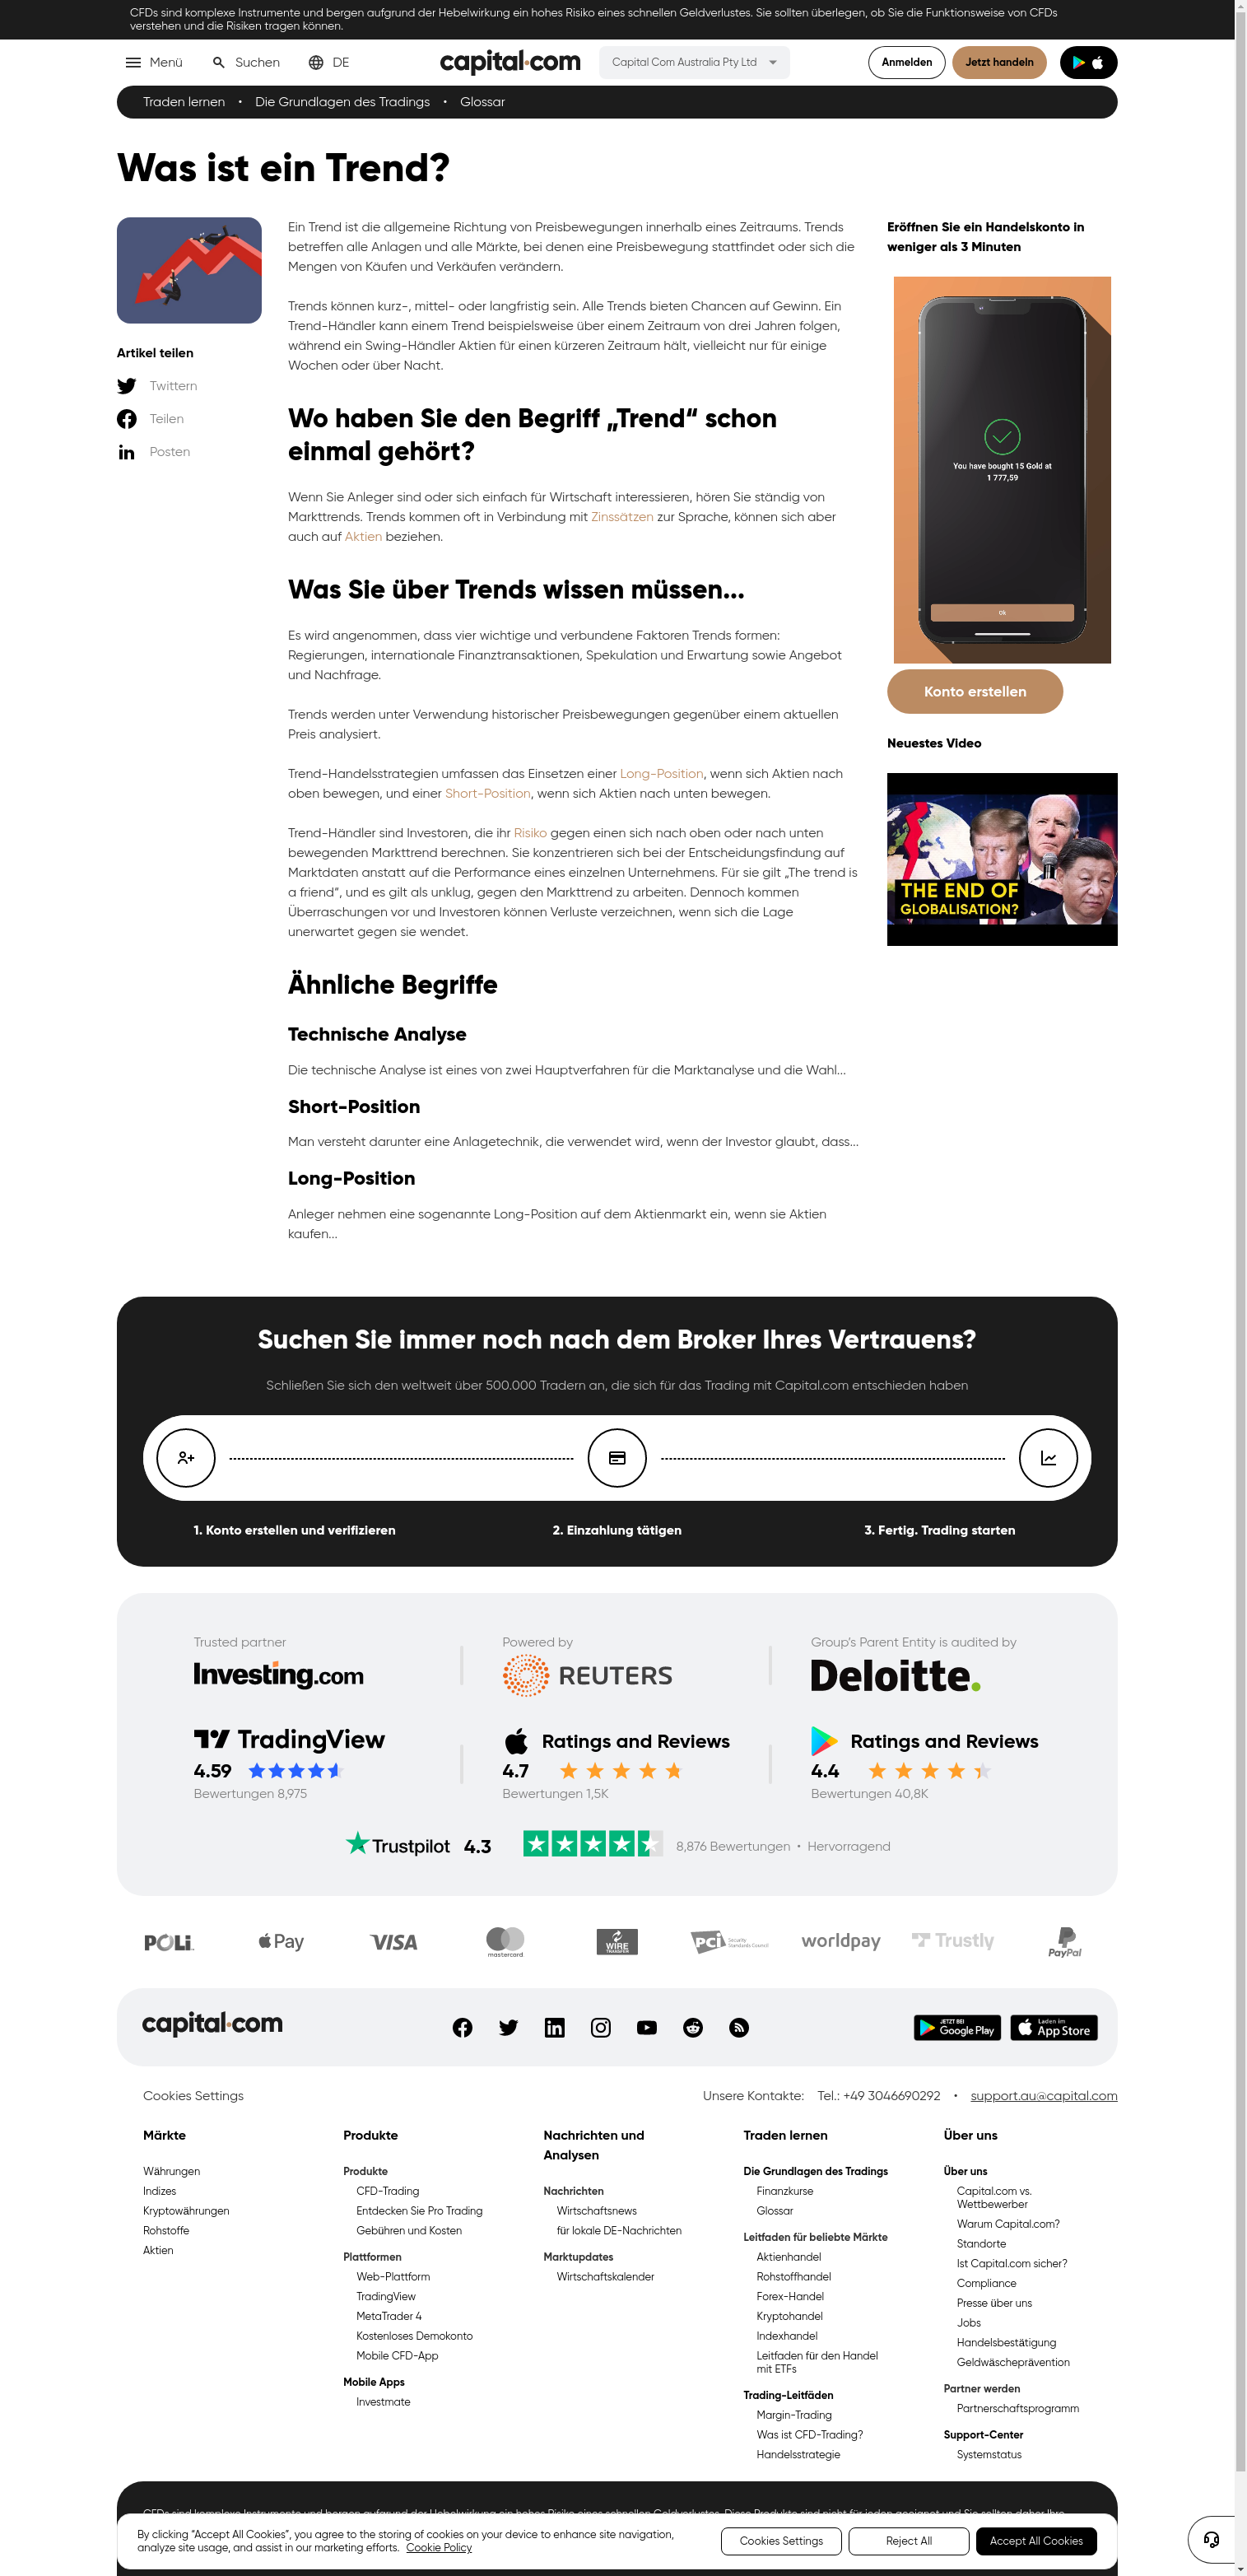 CFDs sind komplexe Instrumente und bergen aufgrund der Hebelwirkung ein hohes Risiko eines schnellen Geldverlustes. Sie sollten überlegen, ob Sie die Funktionsweise von CFDs
verstehen und die Risiken tragen können.
Menü Suchen DE capital.com Capital Com Australia Pty Ltd Anmelden Jetzt handeln
Traden lernen • Die Grundlagen des Tradings • Glossar
Was ist ein Trend?
Artikel teilen
Twittern
Teilen
Posten
Ein Trend ist die allgemeine Richtung von Preisbewegungen innerhalb eines Zeitraums. Trends
betreffen alle Anlagen und alle Märkte, bei denen eine Preisbewegung stattfindet oder sich die
Mengen von Käufen und Verkäufen verändern.
Trends können kurz-, mittel- oder langfristig sein. Alle Trends bieten Chancen auf Gewinn. Ein
Trend-Händler kann einem Trend beispielsweise über einem Zeitraum von drei Jahren folgen,
während ein Swing-Händler Aktien für einen kürzeren Zeitraum hält, vielleicht nur für einige
Wochen oder über Nacht.
Wo haben Sie den Begriff „Trend“ schon
einmal gehört?
Wenn Sie Anleger sind oder sich einfach für Wirtschaft interessieren, hören Sie ständig von
Markttrends. Trends kommen oft in Verbindung mit Zinssätzen zur Sprache, können sich aber
auch auf Aktien beziehen.
Was Sie über Trends wissen müssen...
Es wird angenommen, dass vier wichtige und verbundene Faktoren Trends formen:
Regierungen, internationale Finanztransaktionen, Spekulation und Erwartung sowie Angebot
und Nachfrage.
Trends werden unter Verwendung historischer Preisbewegungen gegenüber einem aktuellen
Preis analysiert.
Trend-Handelsstrategien umfassen das Einsetzen einer Long-Position, wenn sich Aktien nach
oben bewegen, und einer Short-Position, wenn sich Aktien nach unten bewegen.
Trend-Händler sind Investoren, die ihr Risiko gegen einen sich nach oben oder nach unten
bewegenden Markttrend berechnen. Sie konzentrieren sich bei der Entscheidungsfindung auf
Marktdaten anstatt auf die Performance eines einzelnen Unternehmens. Für sie gilt „The trend is
a friend“, und es gilt als unklug, gegen den Markttrend zu arbeiten. Dennoch kommen
Überraschungen vor und Investoren können Verluste verzeichnen, wenn sich die Lage
unerwartet gegen sie wendet.
Ähnliche Begriffe
Technische Analyse
Die technische Analyse ist eines von zwei Hauptverfahren für die Marktanalyse und die Wahl...
Short-Position
Man versteht darunter eine Anlagetechnik, die verwendet wird, wenn der Investor glaubt, dass...
Long-Position
Anleger nehmen eine sogenannte Long-Position auf dem Aktienmarkt ein, wenn sie Aktien
kaufen...
Eröffnen Sie ein Handelskonto in
weniger als 3 Minuten
You have bought 15 Gold at
1 777,59
ok
Konto erstellen
Neuestes Video
THE END OF
GLOBALISATION?
Suchen Sie immer noch nach dem Broker Ihres Vertrauens?
Schließen Sie sich den weltweit über 500.000 Tradern an, die sich für das Trading mit Capital.com entschieden haben
1. Konto erstellen und verifizieren 2. Einzahlung tätigen 3. Fertig. Trading starten
Trusted partner Powered by Group's Parent Entity is audited by
Investing.com REUTERS Deloitte.
TradingView Ratings and Reviews Ratings and Reviews
4.59 4.7 4.4
Bewertungen 8,975 Bewertungen 1,5K Bewertungen 40,8K
Trustpilot 4.3 8,876 Bewertungen • Hervorragend
POLi Pay VISA mastercard WIRE TRANSFER PCI Security Standards Council worldpay Trustly PayPal
capital.com JETZT BEI Google Play Laden im App Store
Cookies Settings Unsere Kontakte: Tel.: +49 3046690292 • support.au@capital.com
Märkte
Währungen
Indizes
Kryptowährungen
Rohstoffe
Aktien
Produkte
Produkte
CFD-Trading
Entdecken Sie Pro Trading
Gebühren und Kosten
Plattformen
Web-Plattform
TradingView
MetaTrader 4
Kostenloses Demokonto
Mobile CFD-App
Mobile Apps
Investmate
Nachrichten und
Analysen
Nachrichten
Wirtschaftsnews
für lokale DE-Nachrichten
Marktupdates
Wirtschaftskalender
Traden lernen
Die Grundlagen des Tradings
Finanzkurse
Glossar
Leitfaden für beliebte Märkte
Aktienhandel
Rohstoffhandel
Forex-Handel
Kryptohandel
Indexhandel
Leitfaden für den Handel
mit ETFs
Trading-Leitfäden
Margin-Trading
Was ist CFD-Trading?
Handelsstrategie
Über uns
Über uns
Capital.com vs.
Wettbewerber
Warum Capital.com?
Standorte
Ist Capital.com sicher?
Compliance
Presse über uns
Jobs
Handelsbestätigung
Geldwäscheprävention
Partner werden
Partnerschaftsprogramm
Support-Center
Systemstatus
By clicking “Accept All Cookies”, you agree to the storing of cookies on your device to enhance site navigation,
analyze site usage, and assist in our marketing efforts. Cookie Policy
Cookies Settings Reject All Accept All Cookies